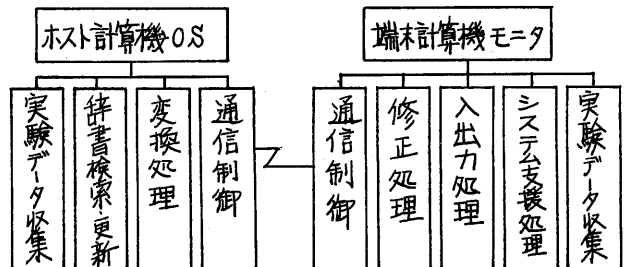 ホスト計算機OS
端末計算機モニタ
実験データ収集
辞書検索・更新
変換処理
通信制御
通信制御
修正処理
入出力処理
システム支援処理
実験データ収集